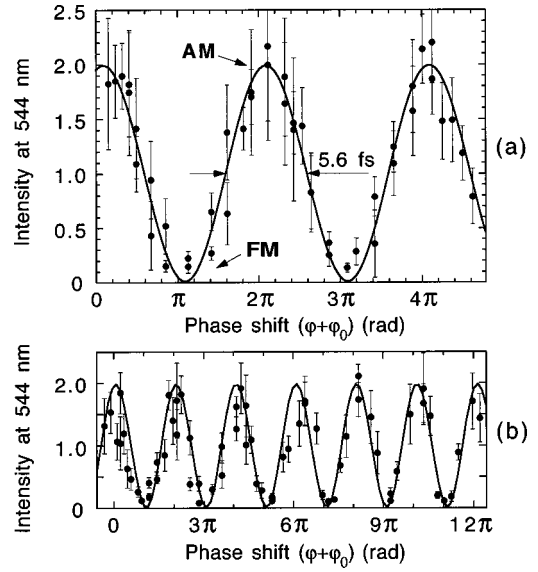 Intensity at 544 nm
2.0
1.5
1.0
0.5
0
AM
5.6 fs
FM
(a)
0 π 2π 3π 4π
Phase shift (φ+φ₀) (rad)
Intensity at 544 nm
2.0
1.0
0
(b)
0 3π 6π 9π 12π
Phase shift (φ+φ₀) (rad)